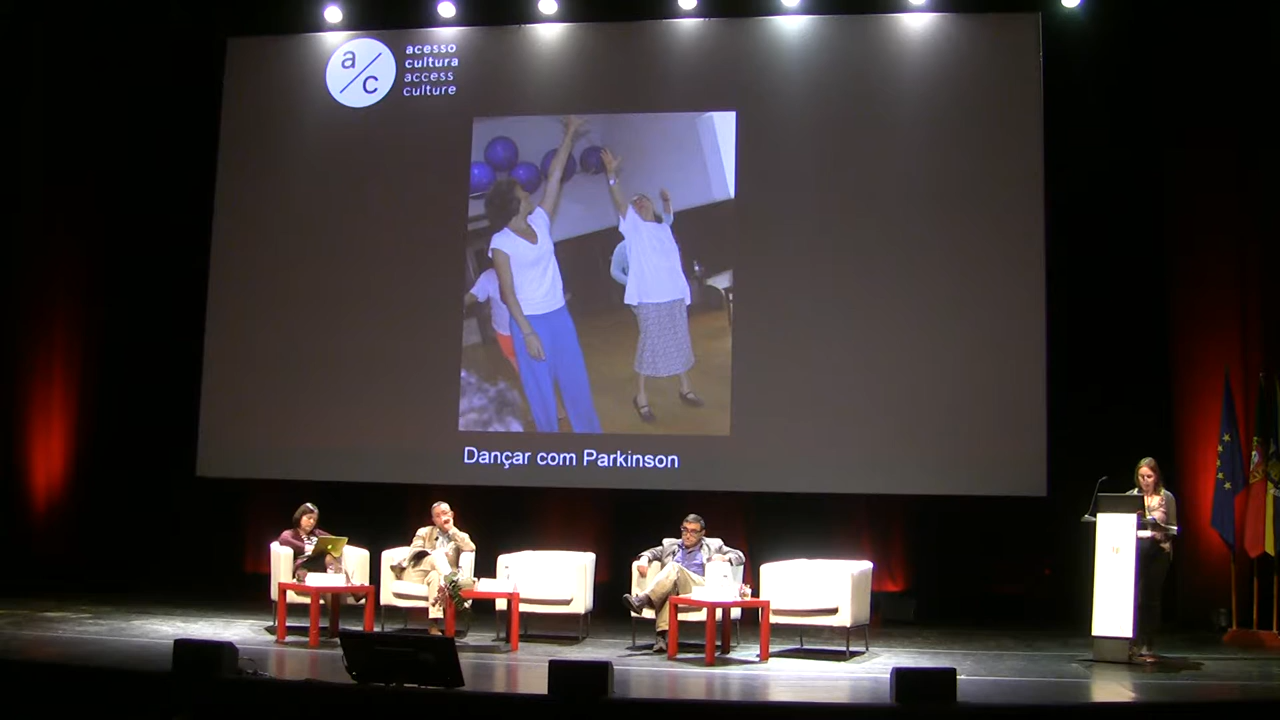 a/c
acesso
cultura
access
culture
Dançar com Parkinson